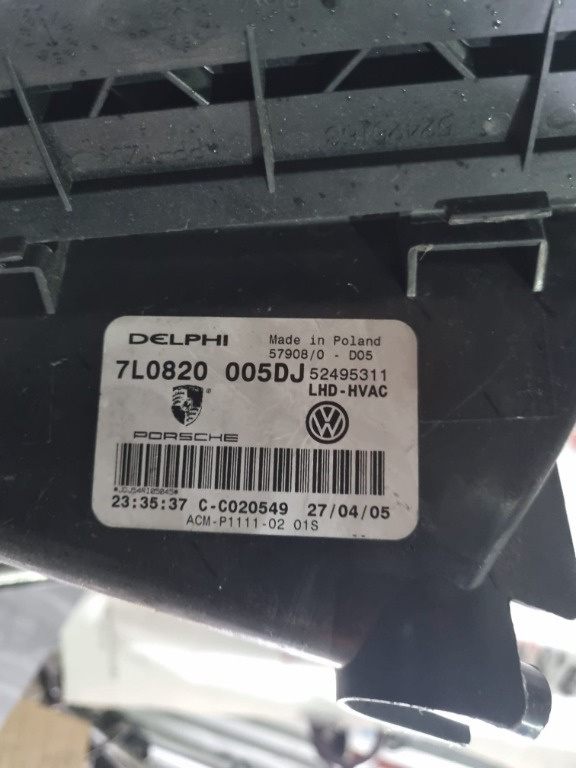 DELPHI
Made in Poland
57908/0 - D05
7L0820 005DJ 52495311
LHD-HVAC
PORSCHE
23:35:37 C-C020549 27/04/05
ACM-P1111-02 01S